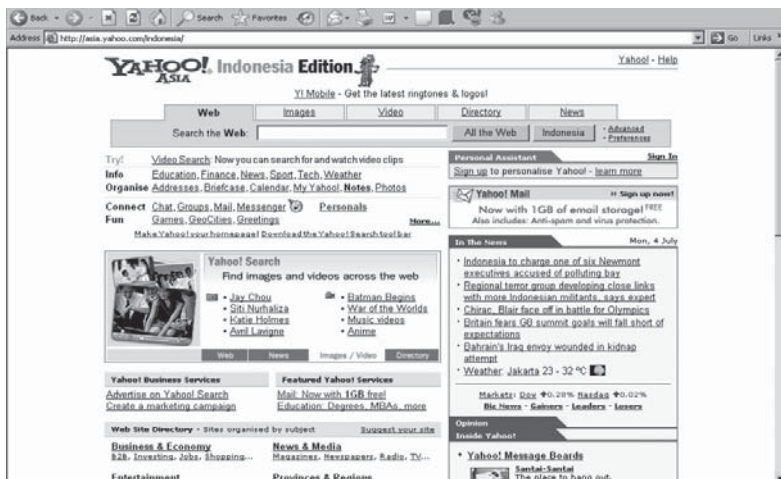 Back Search Favorites
Address http://asia.yahoo.com/indonesia/ Go Links
YAHOO! ASIA Indonesia Edition
Yahoo! - Help
Y! Mobile - Get the latest ringtones & logos!
Web Images Video Directory News
Search the Web: All the Web Indonesia · Advanced
· Preferences
Try! Video Search: Now you can search for and watch video clips
Info Education, Finance, News, Sport, Tech, Weather
Organise Addresses, Briefcase, Calendar, My Yahoo!, Notes, Photos
Connect Chat, Groups, Mail, Messenger Personals
Fun Games, GeoCities, Greetings More...
Make Yahoo! your homepage! Download the Yahoo! Search toolbar
Yahoo! Search
Find images and videos across the web
• Jay Chou
• Siti Nurhaliza
• Katie Holmes
• Avril Lavigne
• Batman Begins
• War of the Worlds
• Music videos
• Anime
Web News Images / Video Directory
Yahoo! Business Services
Advertise on Yahoo! Search
Create a marketing campaign
Featured Yahoo! Services
Mail: Now with 1GB free!
Education: Degrees, MBAs, more
Web Site Directory - Sites organised by subject Suggest your site
Business & Economy
B2B, Investing, Jobs, Shopping...
News & Media
Magazines, Newspapers, Radio, TV...
Entertainment
Provinces & Regions
Personal Assistant Sign In
Sign up to personalise Yahoo! - learn more
Yahoo! Mail » Sign up now!
Now with 1GB of email storage! FREE
Also includes: Anti-spam and virus protection.
In the News Mon, 4 July
• Indonesia to charge one of six Newmont
executives accused of polluting bay
• Regional terror group developing close links
with more Indonesian militants, says expert
• Chirac, Blair face off in battle for Olympics
• Britain fears G8 summit goals will fall short of
expectations
• Bahrain's Iraq envoy wounded in kidnap
attempt
• Weather: Jakarta 23 - 32 °C
Markets: Dow +0.28% Nasdaq +0.02%
Biz News - Gainers - Leaders - Losers
Opinion
Inside Yahoo!
• Yahoo! Message Boards
Santai-Santai
The place to hang out,